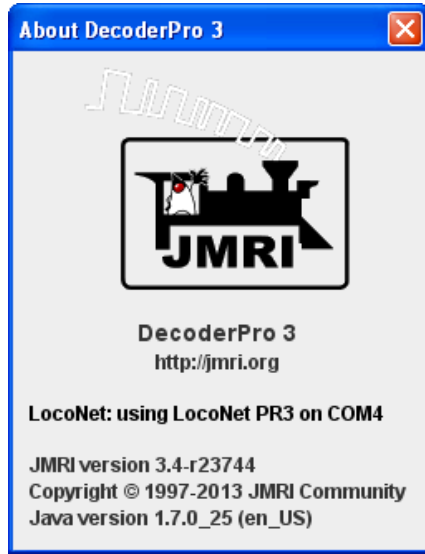 About DecoderPro 3
JMRI
DecoderPro 3
http://jmri.org
LocoNet: using LocoNet PR3 on COM4
JMRI version 3.4-r23744
Copyright © 1997-2013 JMRI Community
Java version 1.7.0_25 (en_US)